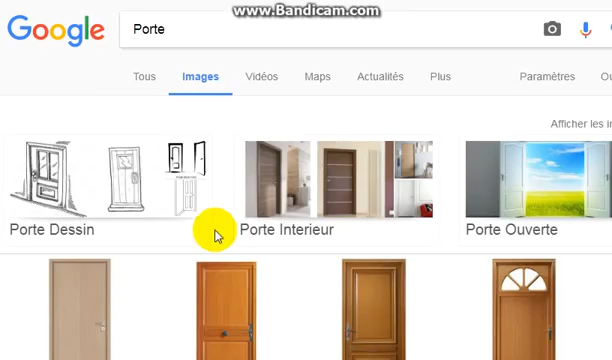 www.Bandicam.com
Google
Porte
Tous Images Vidéos Maps Actualités Plus Paramètres
Afficher les
Porte Dessin Porte Interieur Porte Ouverte